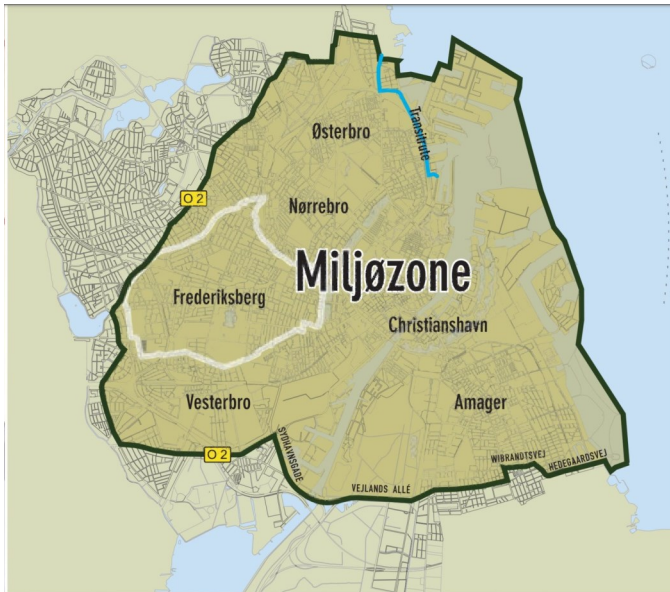 Østerbro
Transitrute
O 2
Nørrebro
Miljøzone
Frederiksberg
Christianshavn
Vesterbro
Amager
O 2
SYDHAVNSGADE
WIBRANDTSVEJ
HEDEGAARDSVEJ
VEJLANDS ALLÉ